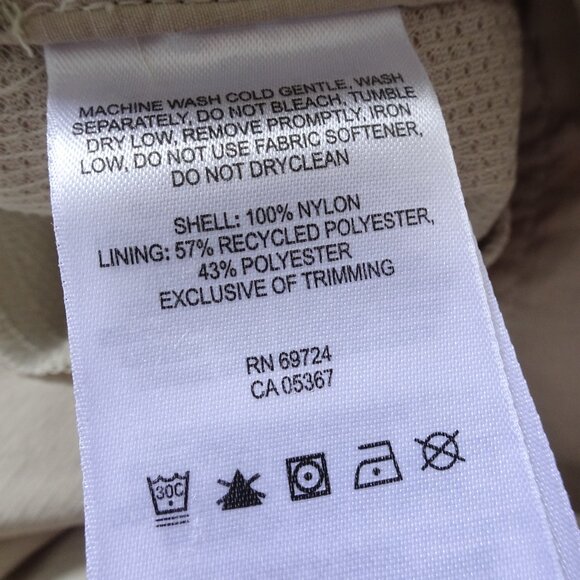 MACHINE WASH COLD GENTLE, WASH
SEPARATELY, DO NOT BLEACH, TUMBLE
DRY LOW, REMOVE PROMPTLY, IRON
LOW, DO NOT USE FABRIC SOFTENER,
DO NOT DRYCLEAN
SHELL: 100% NYLON
LINING: 57% RECYCLED POLYESTER,
43% POLYESTER
EXCLUSIVE OF TRIMMING
RN 69724
CA 05367
30C